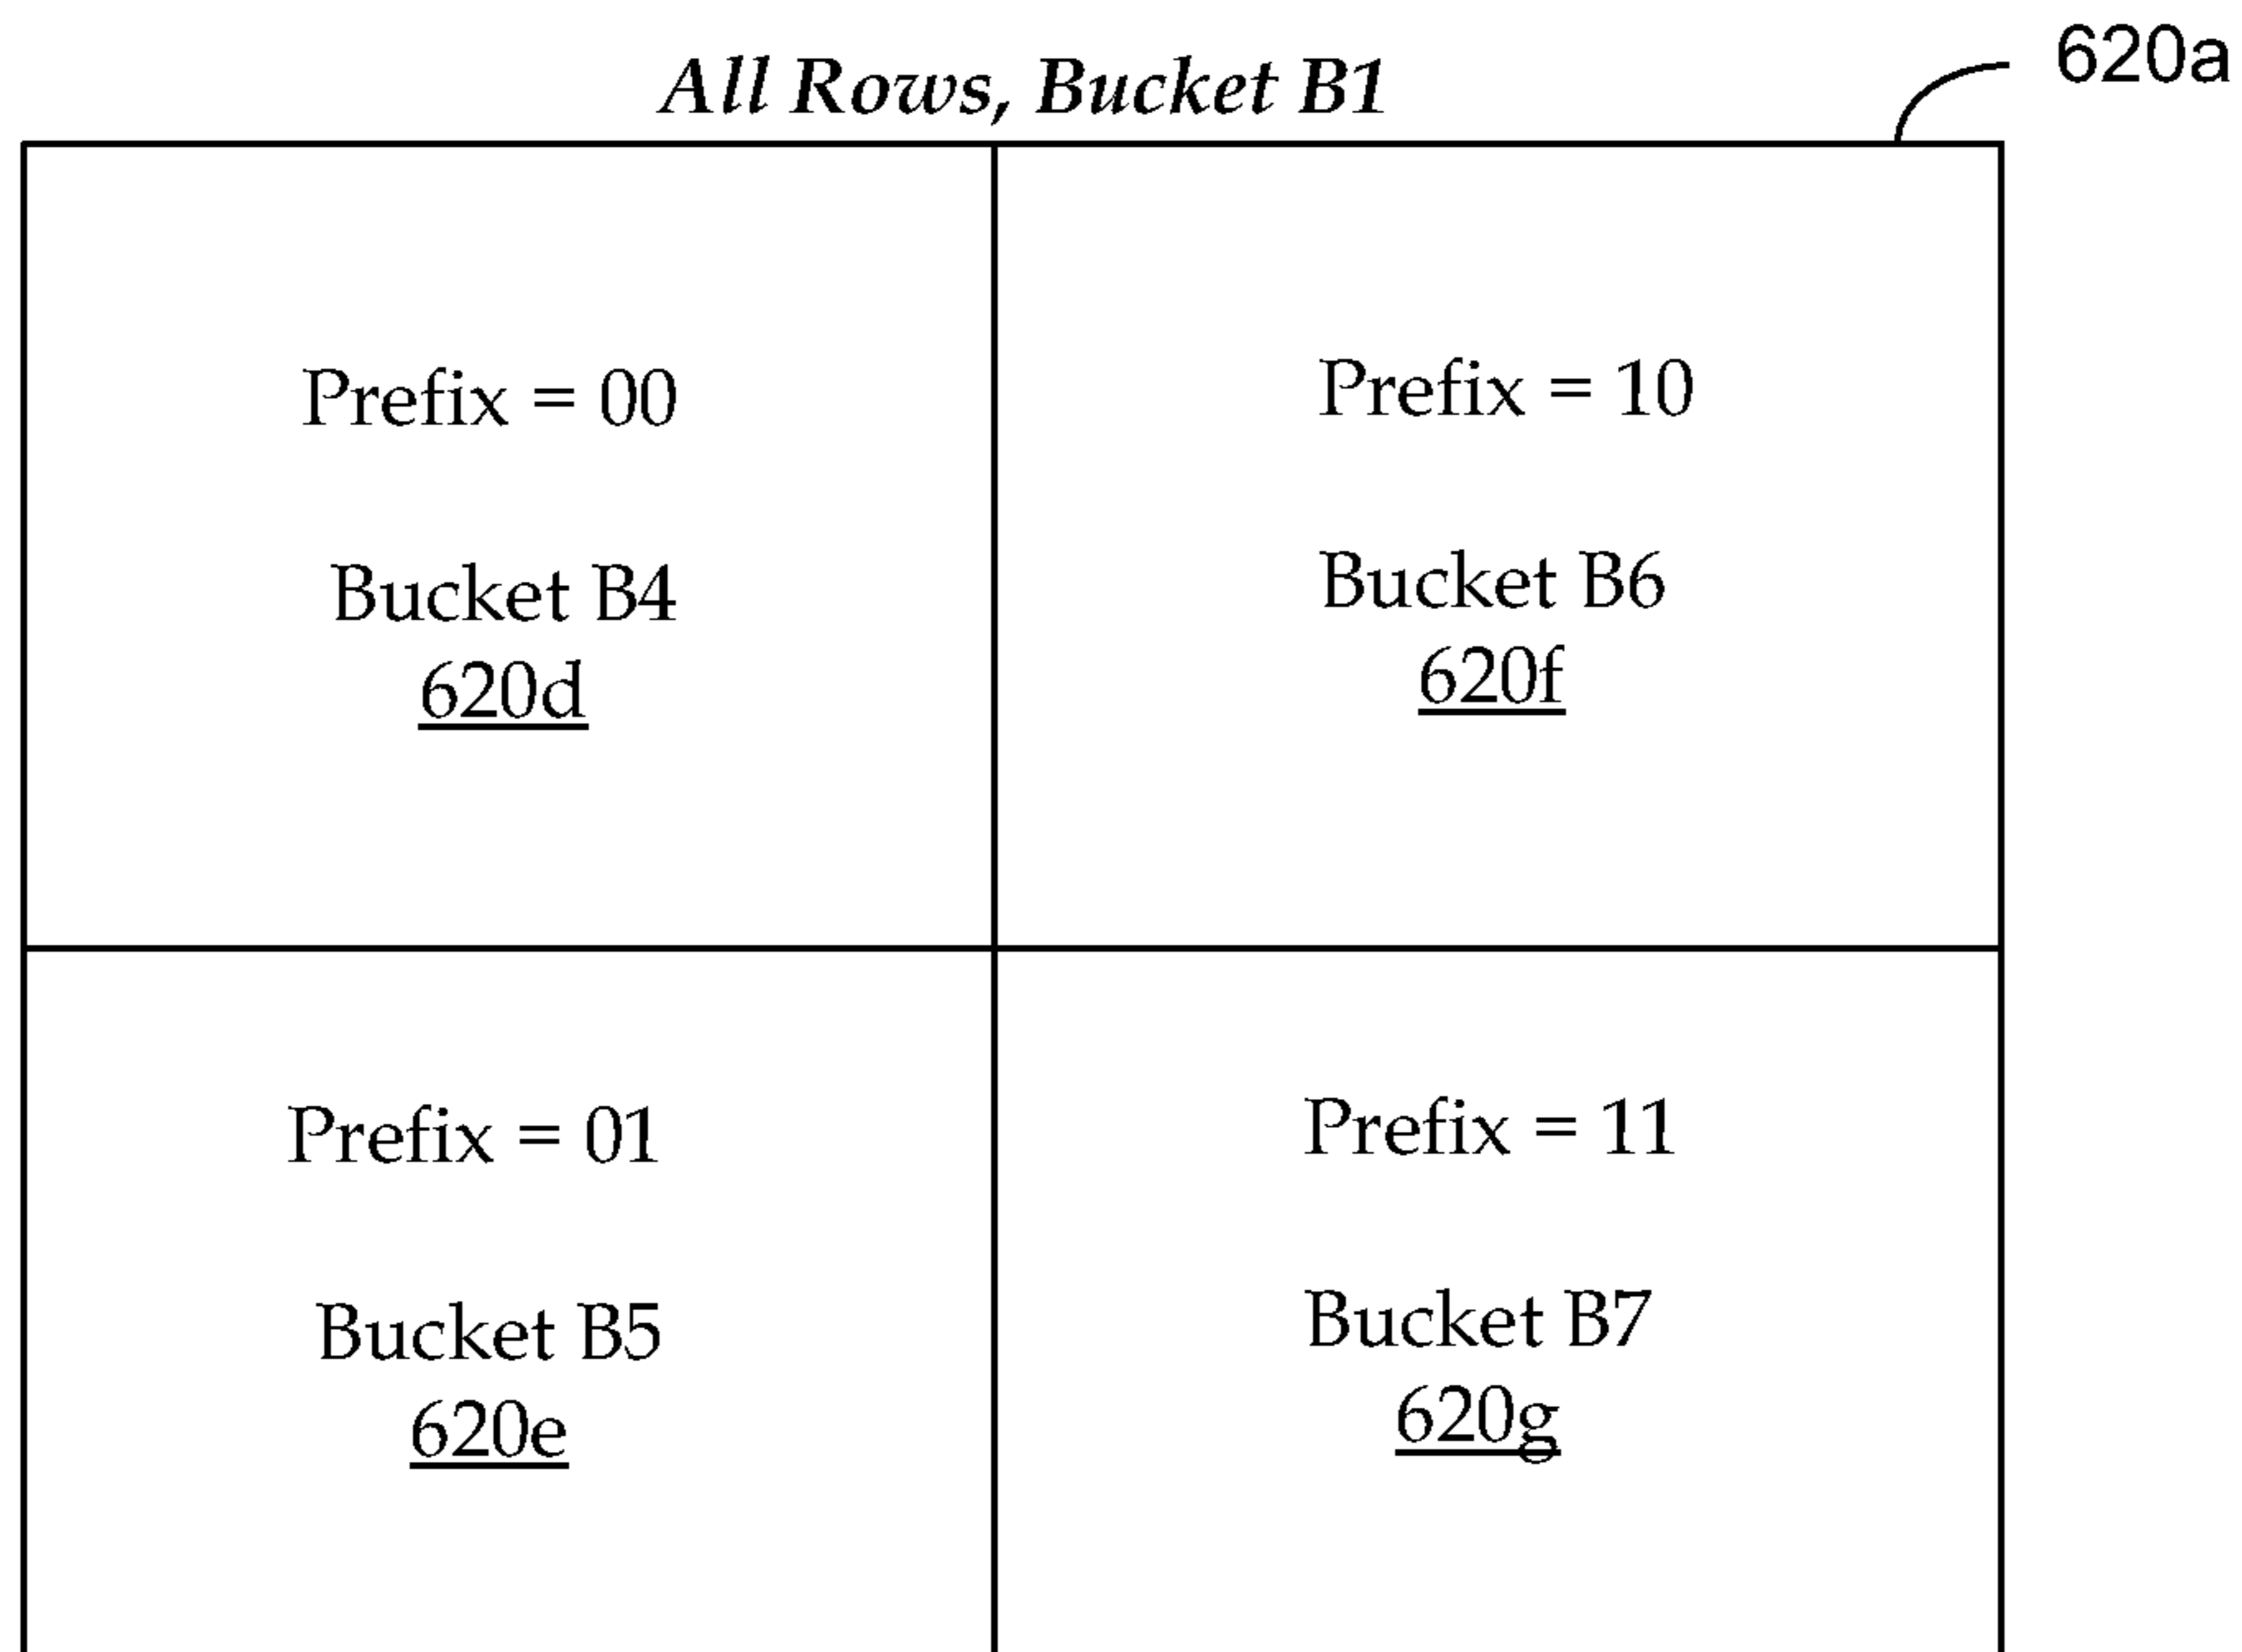 620a
All Rows, Bucket B1
Prefix = 00
Bucket B4
620d
Prefix = 10
Bucket B6
620f
Prefix = 01
Bucket B5
620e
Prefix = 11
Bucket B7
620g